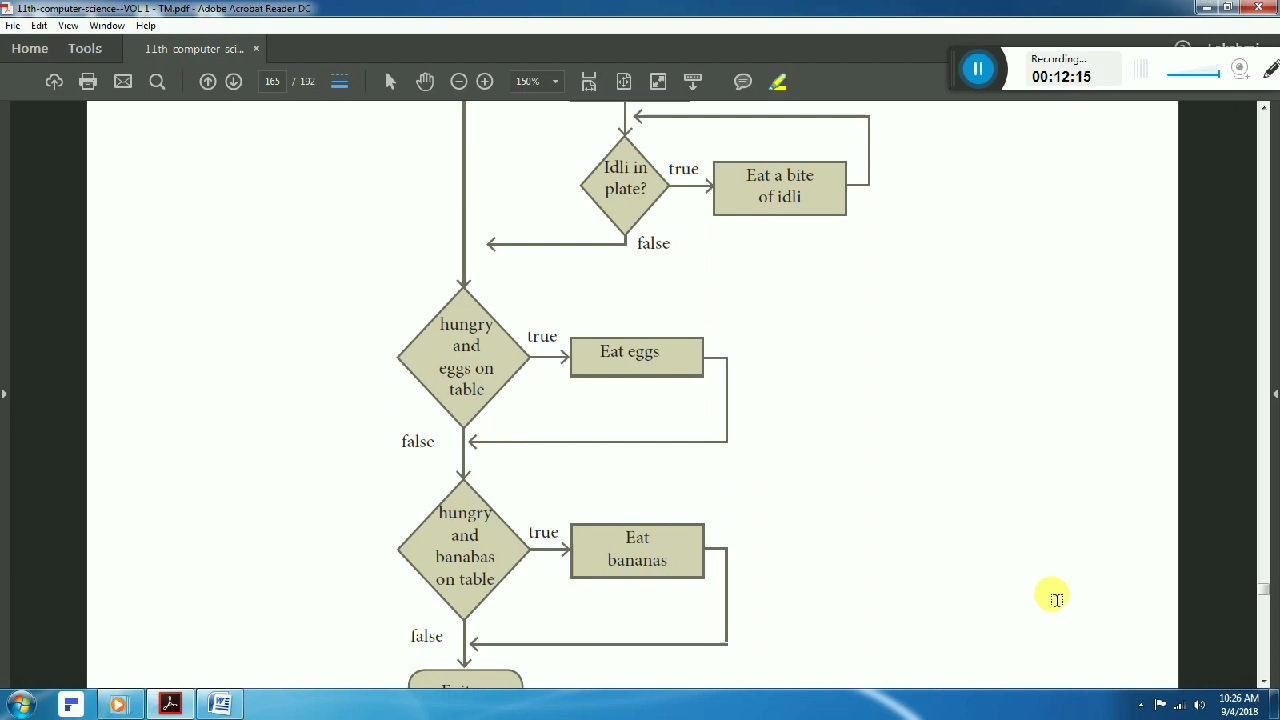 11th-computer-science--VOL 1 - TM.pdf - Adobe Acrobat Reader DC
File Edit View Window Help
Home Tools 11th-computer-sci... ×
Recording...
00:12:15
165 / 192 150%
Idli in
plate?
true
Eat a bite
of idli
false
hungry
and
eggs on
table
true
Eat eggs
false
hungry
and
banabas
on table
true
Eat
bananas
false
10:26 AM
9/4/2018